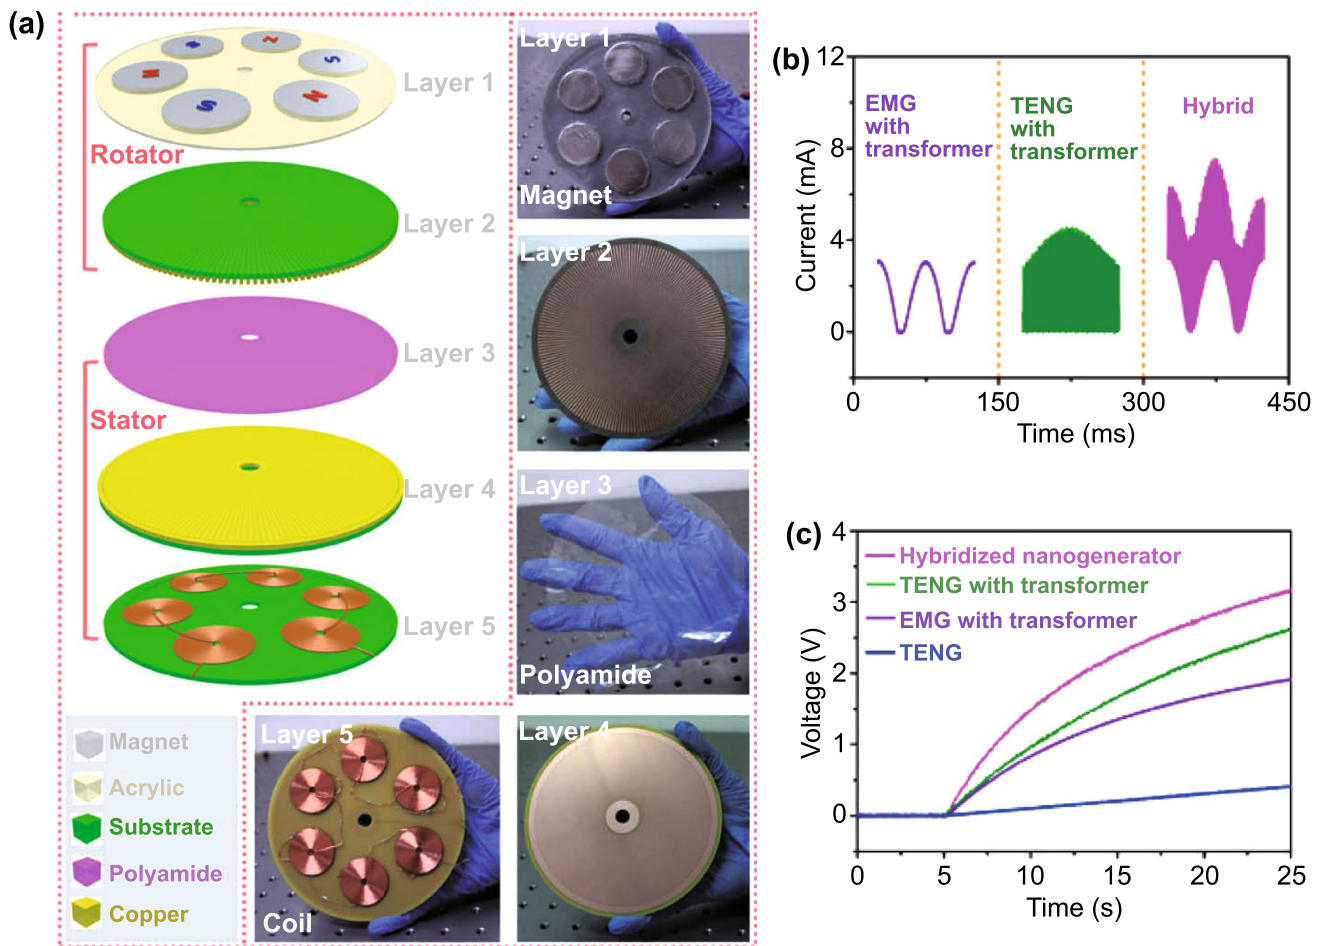 (a)
N
N
S
N
S
N
Layer 1
Rotator
Layer 2
Layer 3
Stator
Layer 4
Layer 5
Magnet
Acrylic
Substrate
Polyamide
Copper
Layer 1
Magnet
Layer 2
Layer 3
Polyamide
Layer 5
Coil
Layer 4
(b)
12
8
4
0
Current (mA)
EMG
with
transformer
TENG
with
transformer
Hybrid
0
150
300
450
Time (ms)
(c)
4
3
2
1
0
Voltage (V)
Hybridized nanogenerator
TENG with transformer
EMG with transformer
TENG
0
5
10
15
20
25
Time (s)